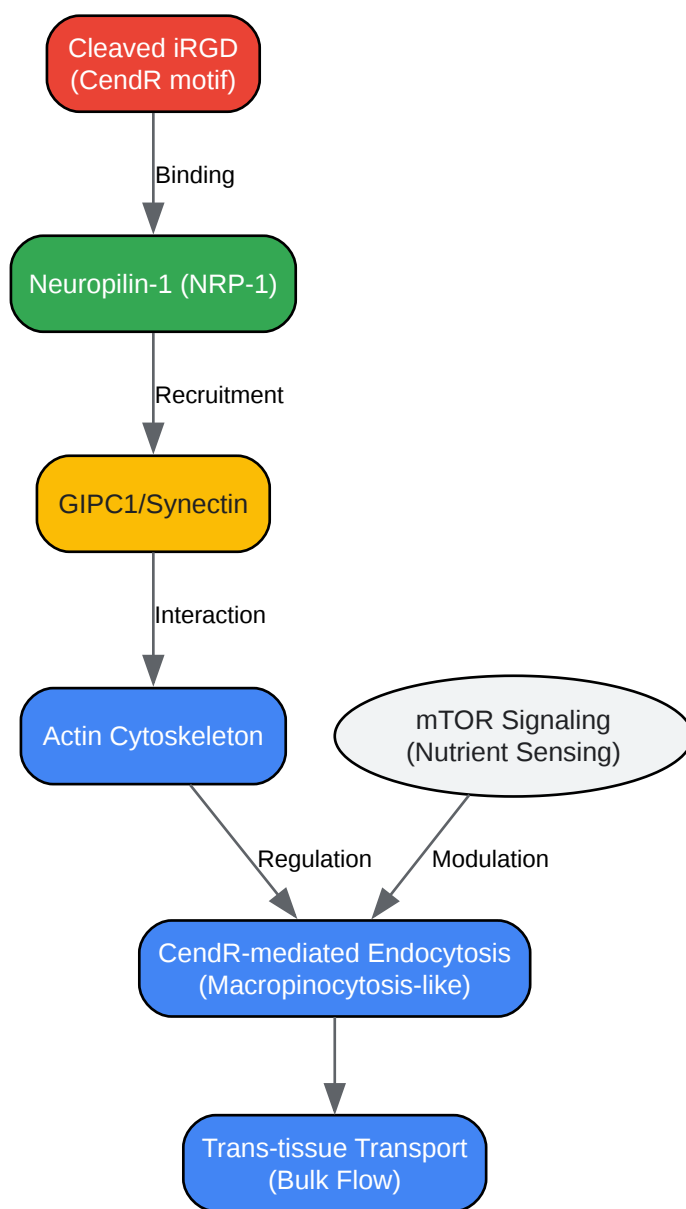 Cleaved iRGD
(CendR motif)
Binding
Neuropilin-1 (NRP-1)
Recruitment
GIPC1/Synectin
Interaction
Actin Cytoskeleton
mTOR Signaling
(Nutrient Sensing)
Regulation
Modulation
CendR-mediated Endocytosis
(Macropinocytosis-like)
Trans-tissue Transport
(Bulk Flow)